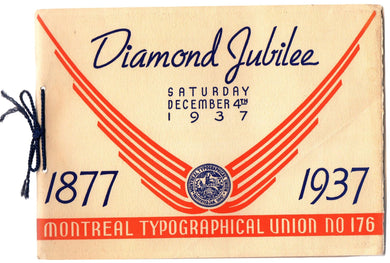 Diamond Jubilee
SATURDAY
DECEMBER 4TH
1937
1877
1937
MONTREAL TYPOGRAPHICAL UNION NO 176